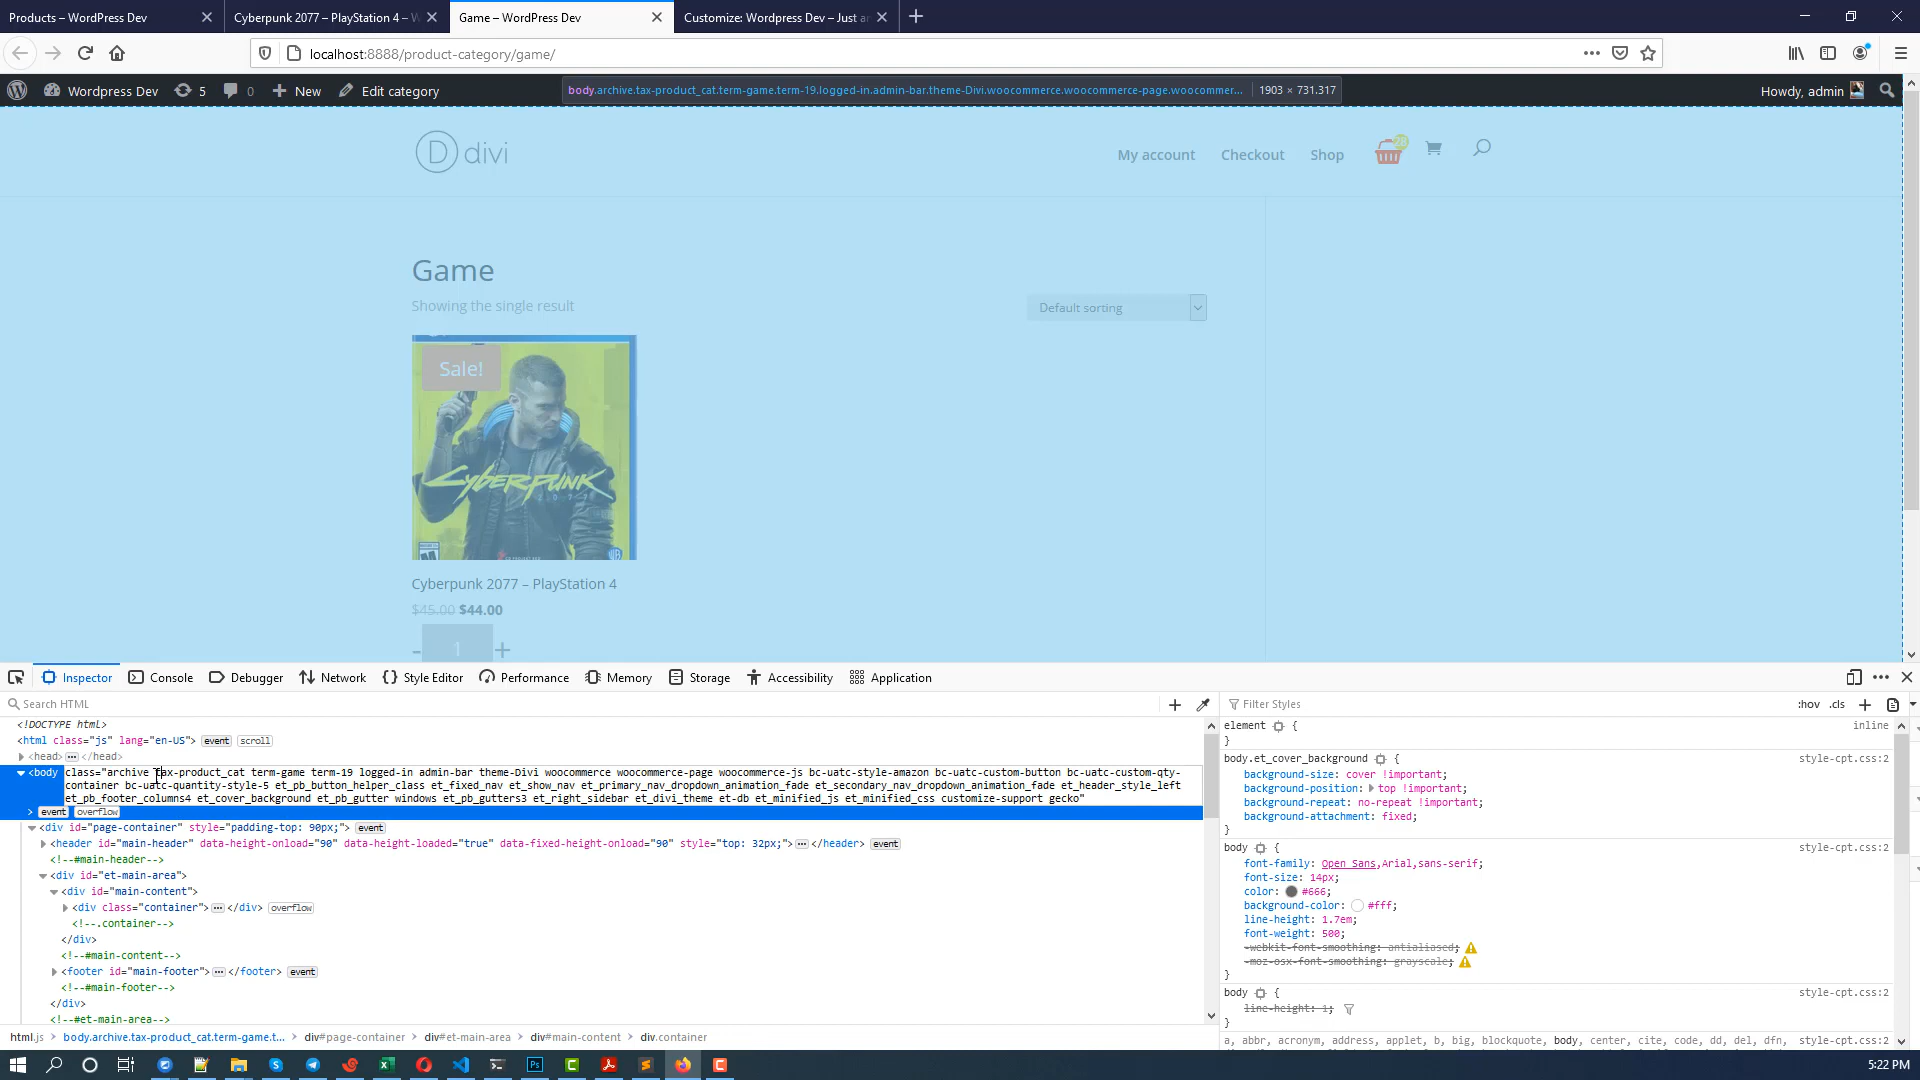 Products – WordPress Dev
Cyberpunk 2077 – PlayStation 4 – W
Game – WordPress Dev
Customize: Wordpress Dev – Just a
localhost:8888/product-category/game/
WordPress Dev
5
0
New
Edit category
body.archive.tax-product_cat.term-game.term-19.logged-in.admin-bar.theme-Divi.woocommerce.woocommerce-page.woocommer...
1903 × 731.317
Howdy, admin
D divi
My account
Checkout
Shop
Game
Showing the single result
Default sorting
Sale!
CYBERPUNK
2077
Cyberpunk 2077 – PlayStation 4
$45.00 $44.00
- 1 +
Inspector
Console
Debugger
Network
Style Editor
Performance
Memory
Storage
Accessibility
Application
Search HTML
Filter Styles
:hov .cls
<!DOCTYPE html>
<html class="js" lang="en-US"> event scroll
<head> ••• </head>
<body class="archive tax-product_cat term-game term-19 logged-in admin-bar theme-Divi woocommerce woocommerce-page woocommerce-js bc-uatc-style-amazon bc-uatc-custom-button bc-uatc-custom-qty-
container bc-uatc-quantity-style-5 et_pb_button_helper_class et_fixed_nav et_show_nav et_primary_nav_dropdown_animation_fade et_secondary_nav_dropdown_animation_fade et_header_style_left
et_pb_footer_columns4 et_cover_background et_pb_gutter windows et_pb_gutters3 et_right_sidebar et_divi_theme et-db et_minified_js et_minified_css customize-support gecko"
> event overflow
<div id="page-container" style="padding-top: 90px;"> event
<header id="main-header" data-height-onload="90" data-height-loaded="true" data-fixed-height-onload="90" style="top: 32px;"> ••• </header> event
<!--#main-header-->
<div id="et-main-area">
<div id="main-content">
<div class="container"> ••• </div> overflow
<!--.container-->
</div>
<!--#main-content-->
<footer id="main-footer"> ••• </footer> event
<!--#main-footer-->
</div>
<!--#et-main-area-->
element {
inline
}
body.et_cover_background {
style-cpt.css:2
background-size: cover !important;
background-position: top !important;
background-repeat: no-repeat !important;
background-attachment: fixed;
}
body {
style-cpt.css:2
font-family: Open Sans,Arial,sans-serif;
font-size: 14px;
color: #666;
background-color: #fff;
line-height: 1.7em;
font-weight: 500;
-webkit-font-smoothing: antialiased;
-moz-osx-font-smoothing: grayscale;
}
body {
style-cpt.css:2
line-height: 1;
}
a, abbr, acronym, address, applet, b, big, blockquote, body, center, cite, code, dd, del, dfn,
style-cpt.css:2
html.js
body.archive.tax-product_cat.term-game.t...
div#page-container
div#et-main-area
div#main-content
div.container
5:22 PM